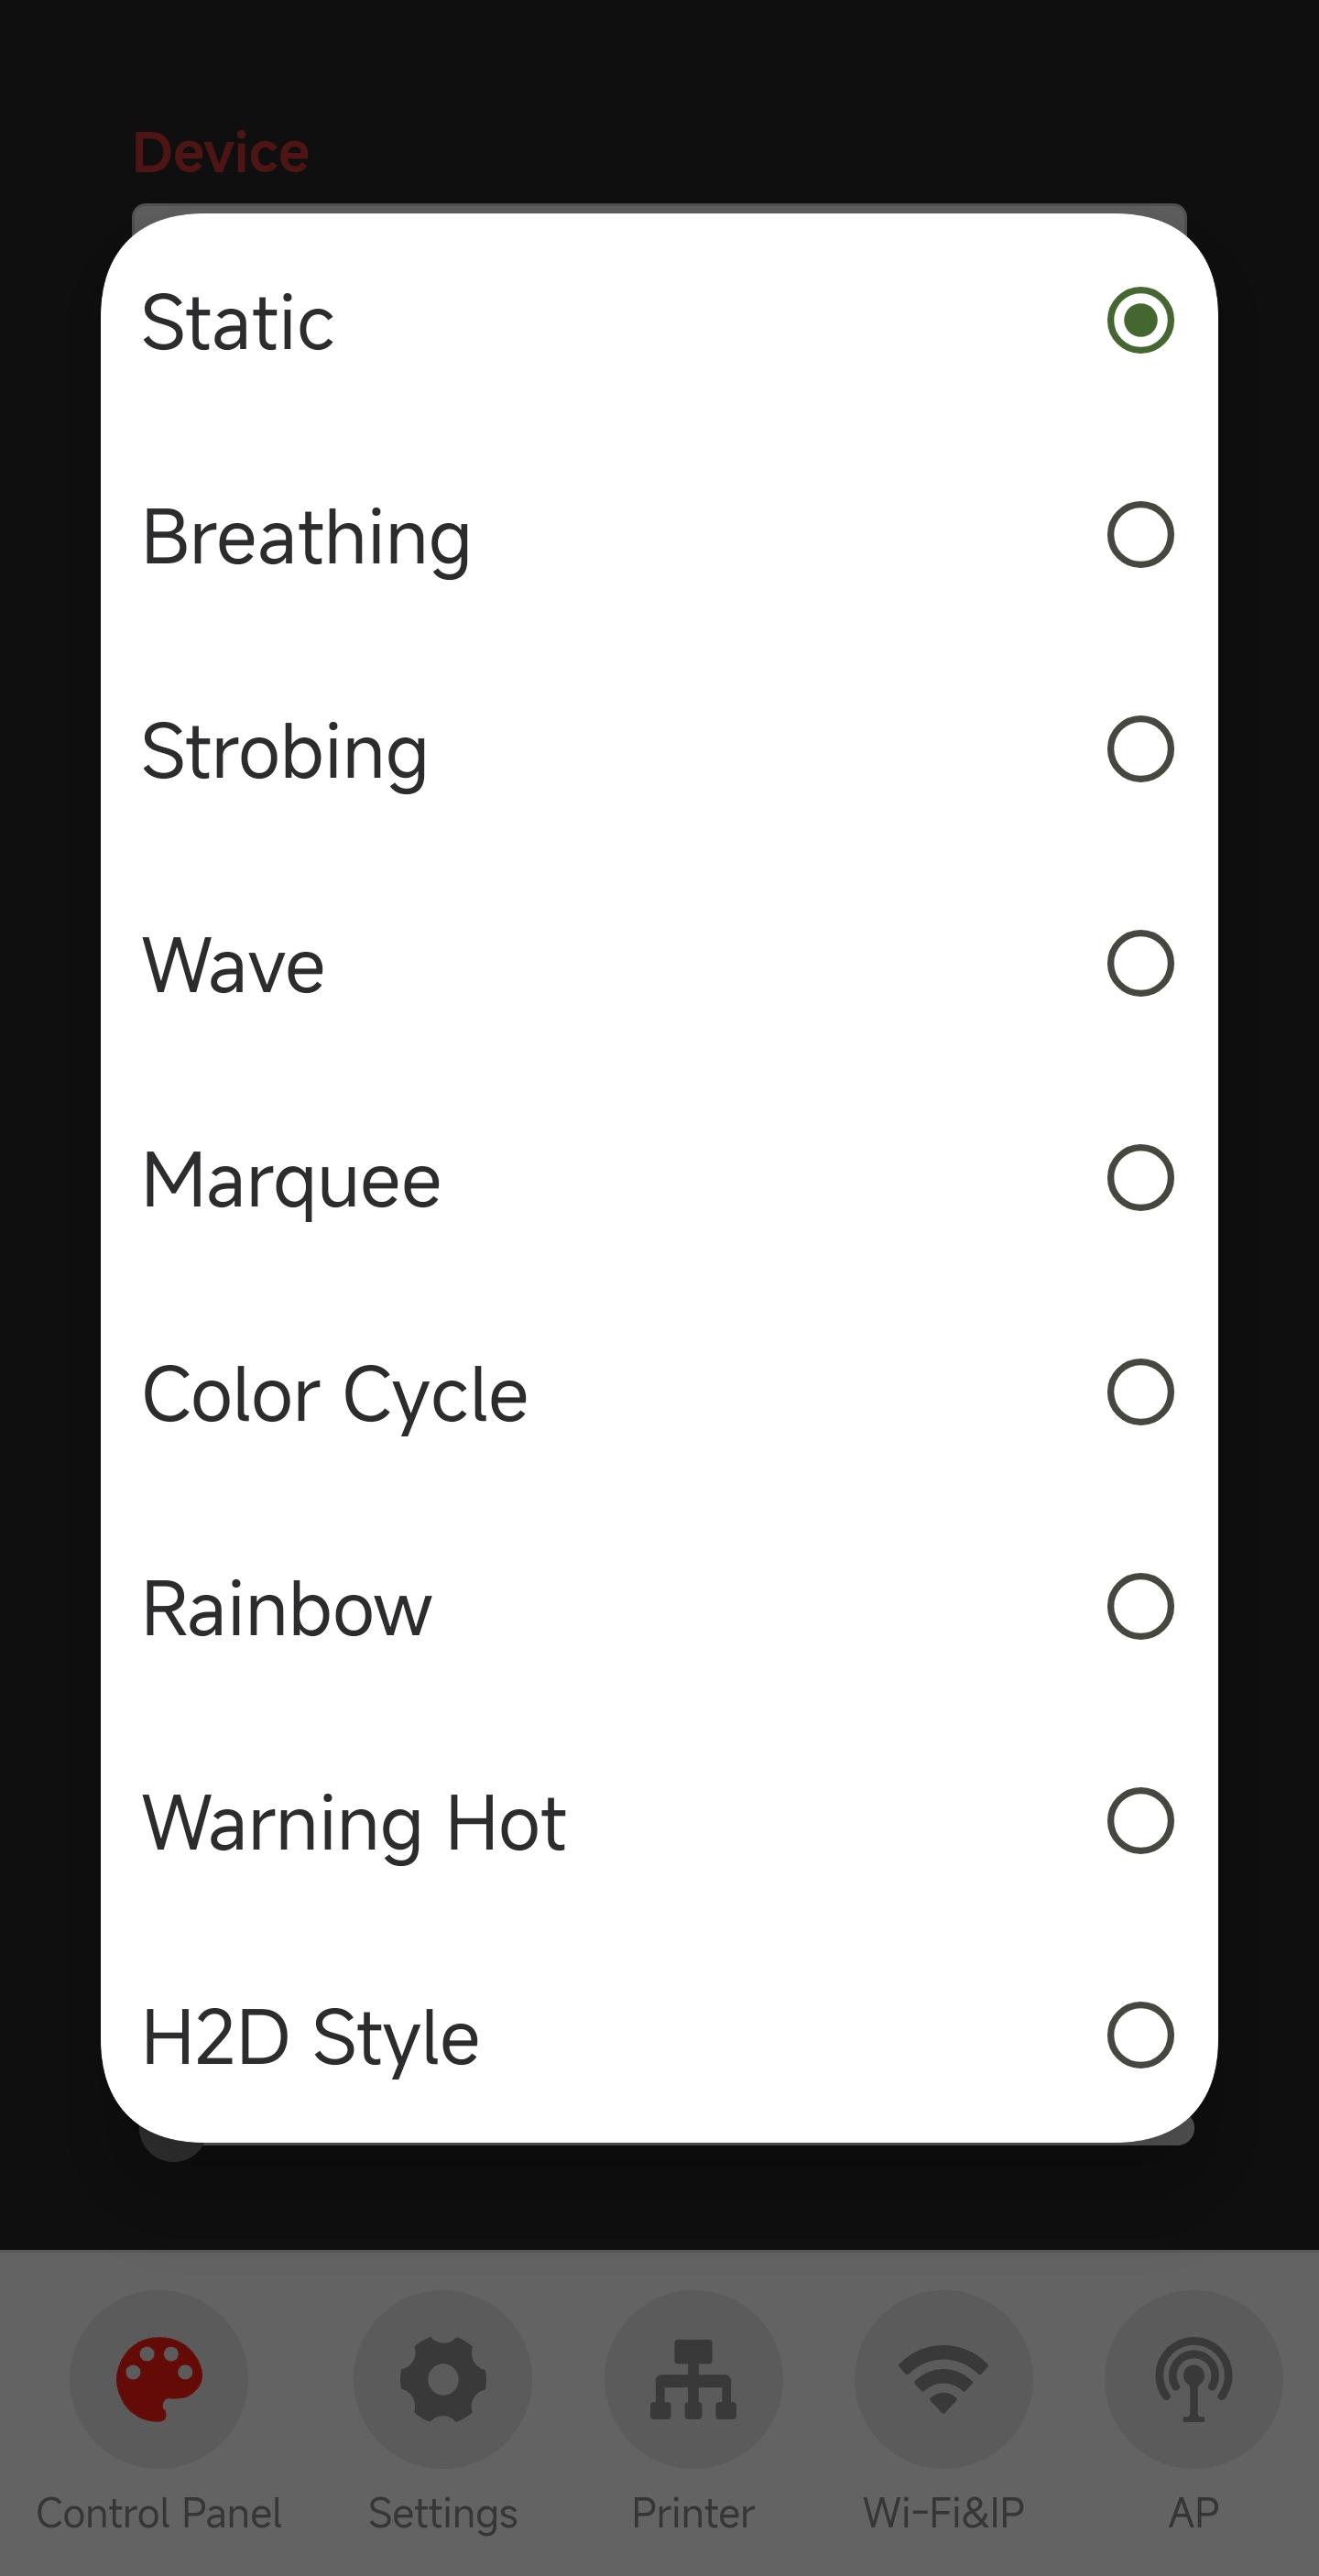 Device
Static
Breathing
Strobing
Wave
Marquee
Color Cycle
Rainbow
Warning Hot
H2D Style
Control Panel
Settings
Printer
Wi-Fi&IP
AP